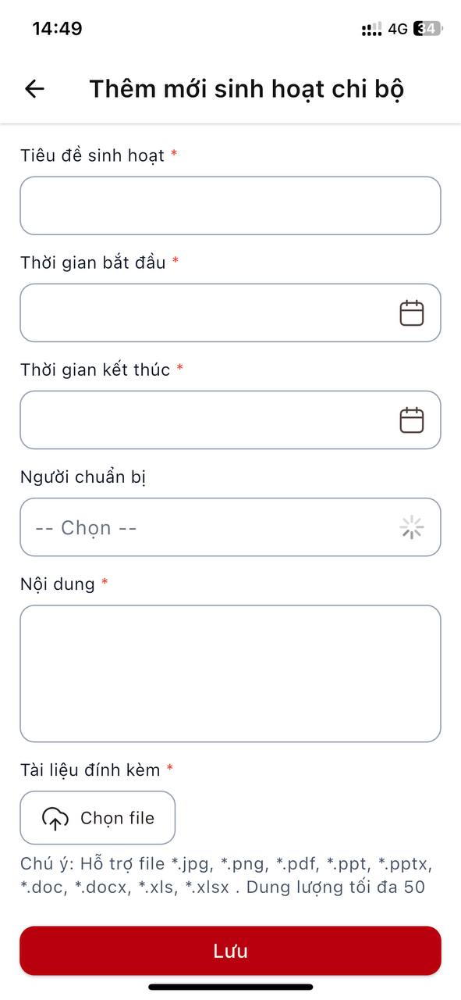 14:49
4G 34
Thêm mới sinh hoạt chi bộ
Tiêu đề sinh hoạt *
Thời gian bắt đầu *
Thời gian kết thúc *
Người chuẩn bị
-- Chọn --
Nội dung *
Tài liệu đính kèm *
Chọn file
Chú ý: Hỗ trợ file *.jpg, *.png, *.pdf, *.ppt, *.pptx,
*.doc, *.docx, *.xls, *.xlsx . Dung lượng tối đa 50
Lưu